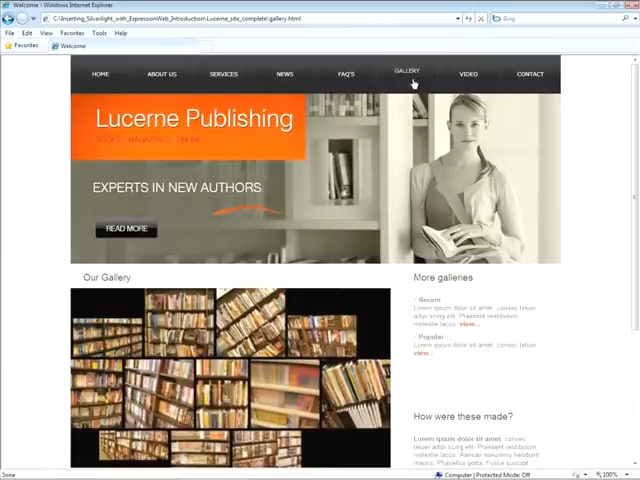 Welcome - Windows Internet Explorer
C:\Inserting_Silverlight_with_ExpressionWeb_Introduction\Lucerne_site_complete\gallery.html
Bing
File Edit View Favorites Tools Help
Favorites Welcome
HOME ABOUT US SERVICES NEWS FAQ'S GALLERY VIDEO CONTACT
Lucerne Publishing
BOOKS MAGAZINES ONLINE
EXPERTS IN NEW AUTHORS
READ MORE
Our Gallery
More galleries
Recent
lorem ipsum dolor sit amet, consec tetuer
adipi scing elit. Praesent vestibulum
molestie lacus. view...
Popular
lorem ipsum dolor sit amet, consec tetuer
view...
How were these made?
Lorem ipsum dolor sit amet, consec
tetuer adipiscing elit. Praesent vestibulum
molestie lacus. Aenean nonummy hendrerit
mauris. Phasellus porta. Fusce suscipit
Done
Computer | Protected Mode: Off
100%